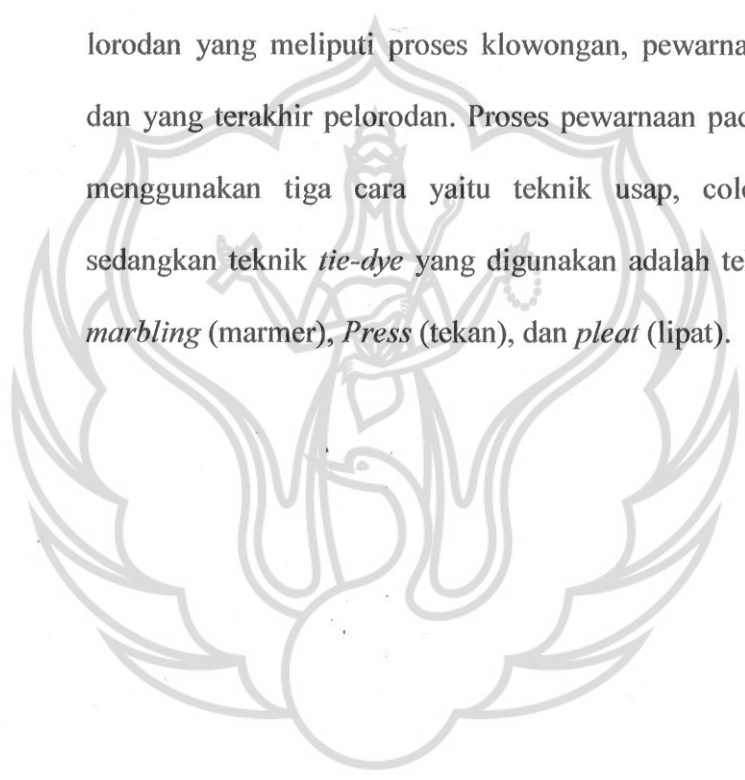 lorodan yang meliputi proses klowongan, pewarna
dan yang terakhir pelorodan. Proses pewarnaan pad
menggunakan tiga cara yaitu teknik usap, col
sedangkan teknik tie-dye yang digunakan adalah te
marbling (marmer), Press (tekan), dan pleat (lipat).